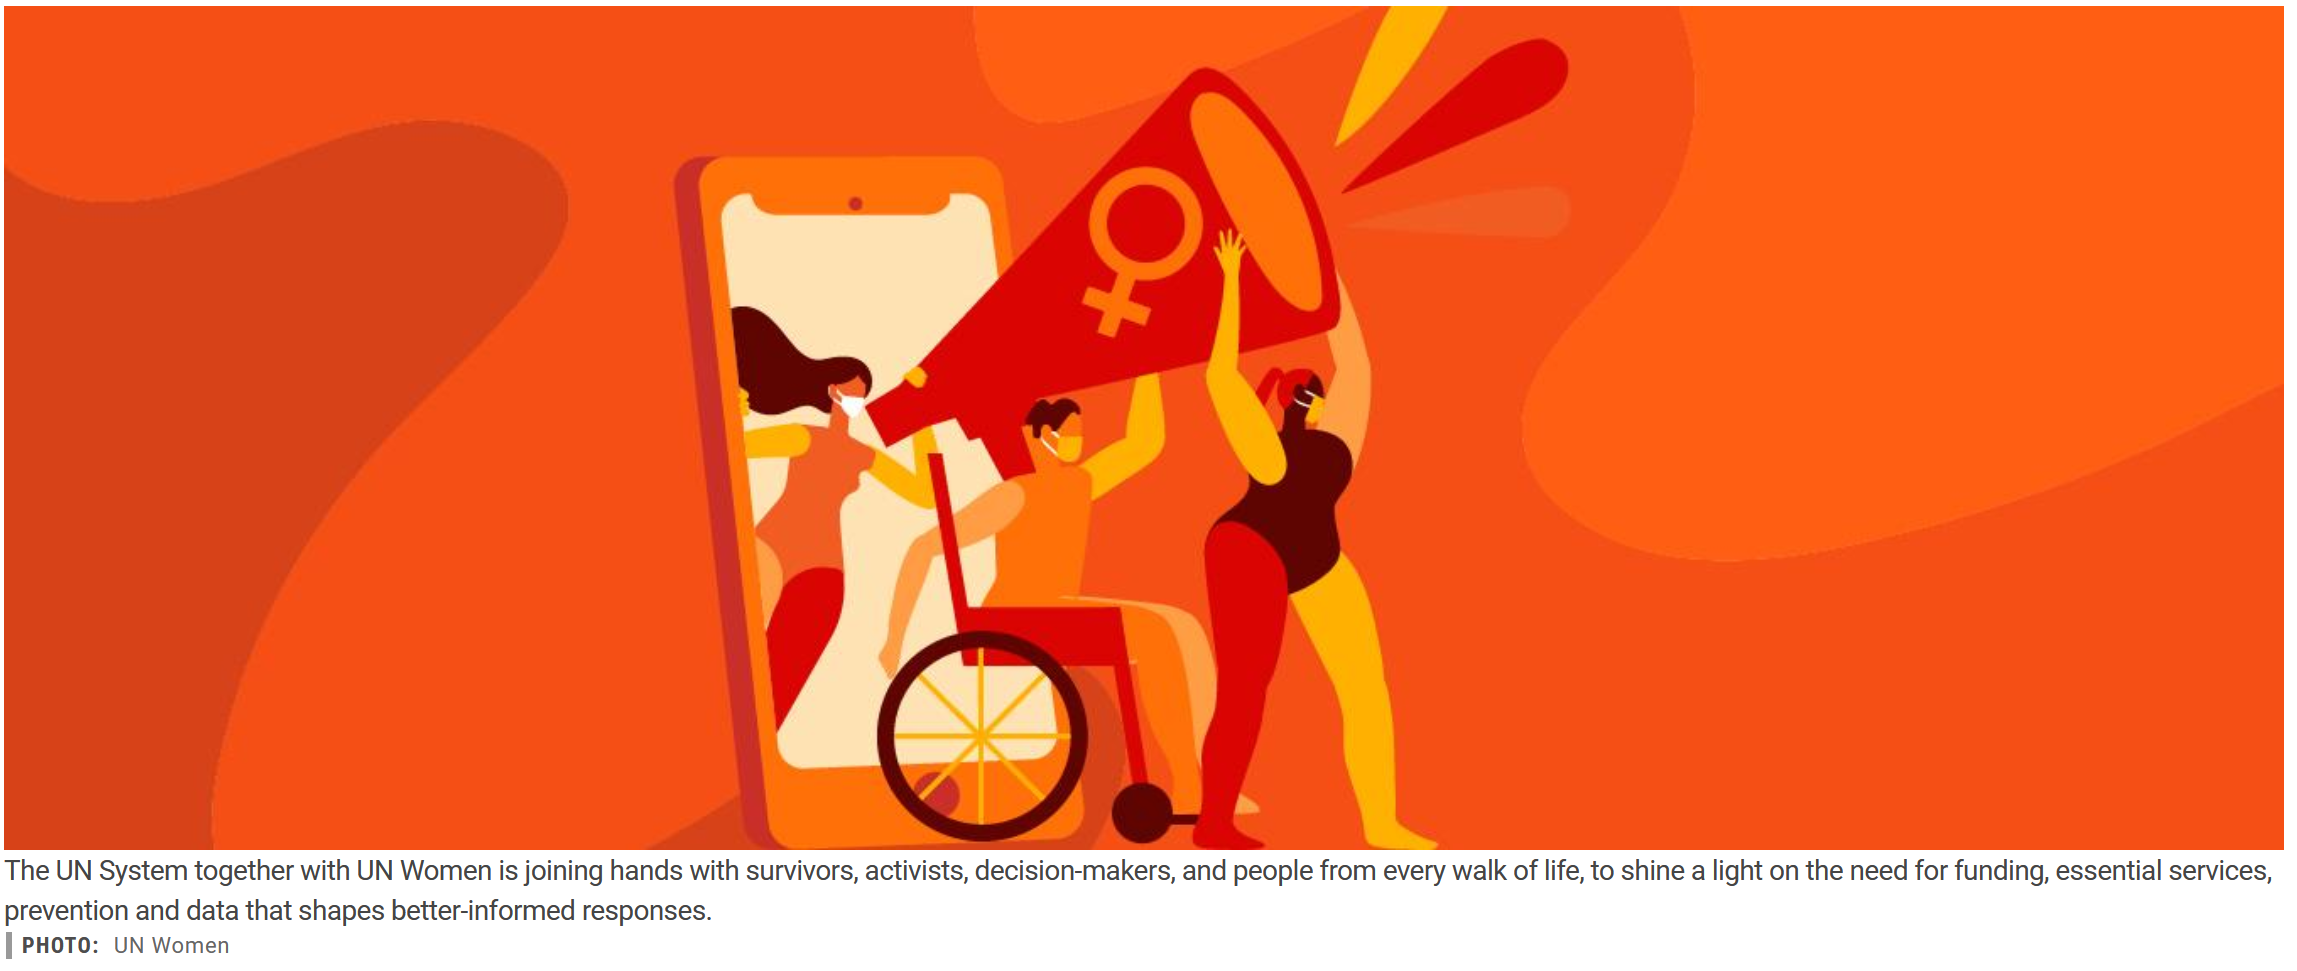 The UN System together with UN Women is joining hands with survivors, activists, decision-makers, and people from every walk of life, to shine a light on the need for funding, essential services,
prevention and data that shapes better-informed responses.
PHOTO: UN Women